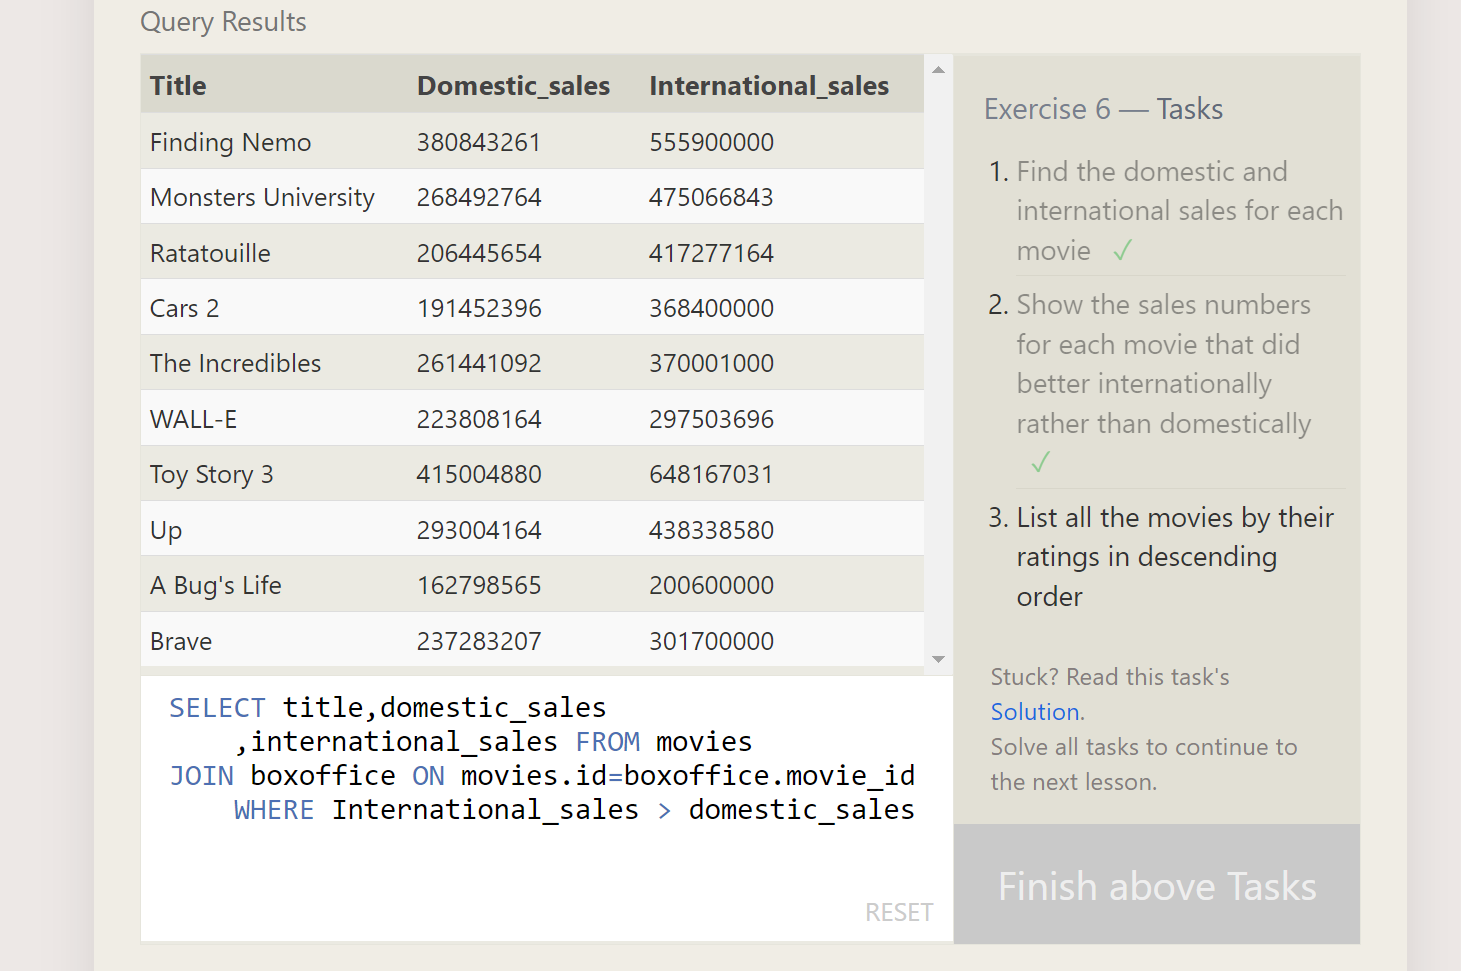 Query Results
Title Domestic_sales International_sales
Finding Nemo 380843261 555900000
Monsters University 268492764 475066843
Ratatouille 206445654 417277164
Cars 2 191452396 368400000
The Incredibles 261441092 370001000
WALL-E 223808164 297503696
Toy Story 3 415004880 648167031
Up 293004164 438338580
A Bug's Life 162798565 200600000
Brave 237283207 301700000
SELECT title,domestic_sales
,international_sales FROM movies
JOIN boxoffice ON movies.id=boxoffice.movie_id
WHERE International_sales > domestic_sales
RESET
Exercise 6 — Tasks
1. Find the domestic and
international sales for each
movie ✓
2. Show the sales numbers
for each movie that did
better internationally
rather than domestically
✓
3. List all the movies by their
ratings in descending
order
Stuck? Read this task's
Solution.
Solve all tasks to continue to
the next lesson.
Finish above Tasks